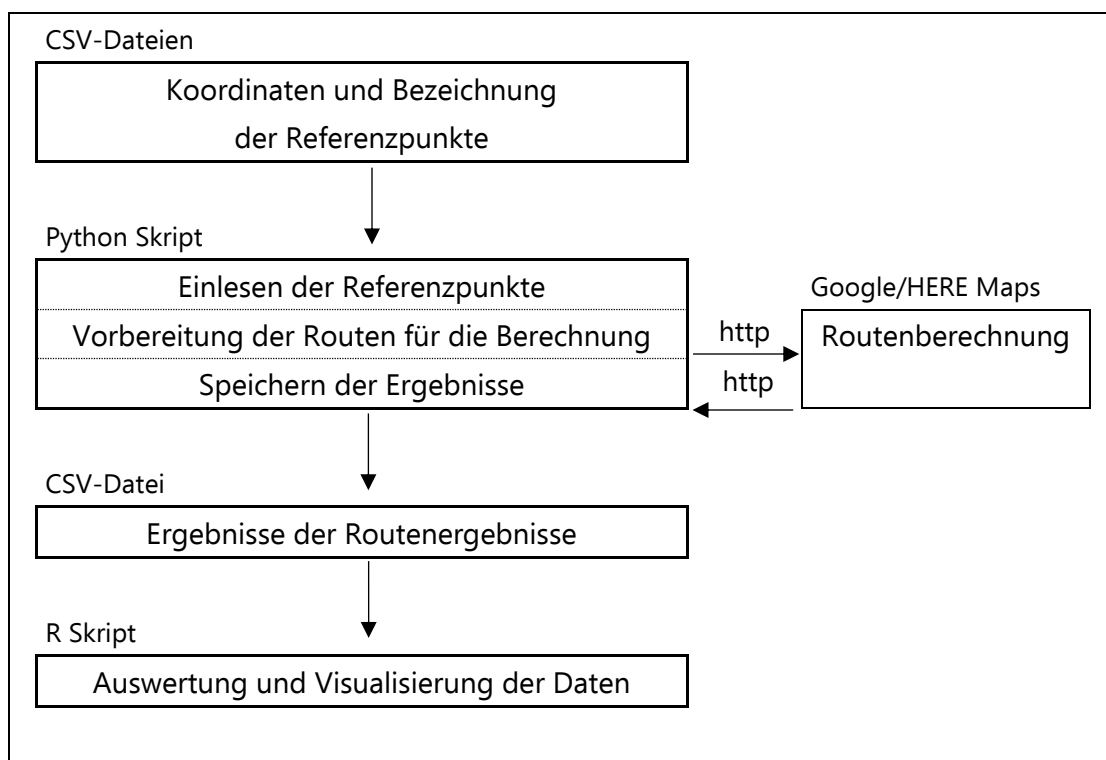 CSV-Dateien
Koordinaten und Bezeichnung
der Referenzpunkte
Python Skript
Einlesen der Referenzpunkte
Vorbereitung der Routen für die Berechnung
Speichern der Ergebnisse
http
http
Google/HERE Maps
Routenberechnung
CSV-Datei
Ergebnisse der Routenergebnisse
R Skript
Auswertung und Visualisierung der Daten